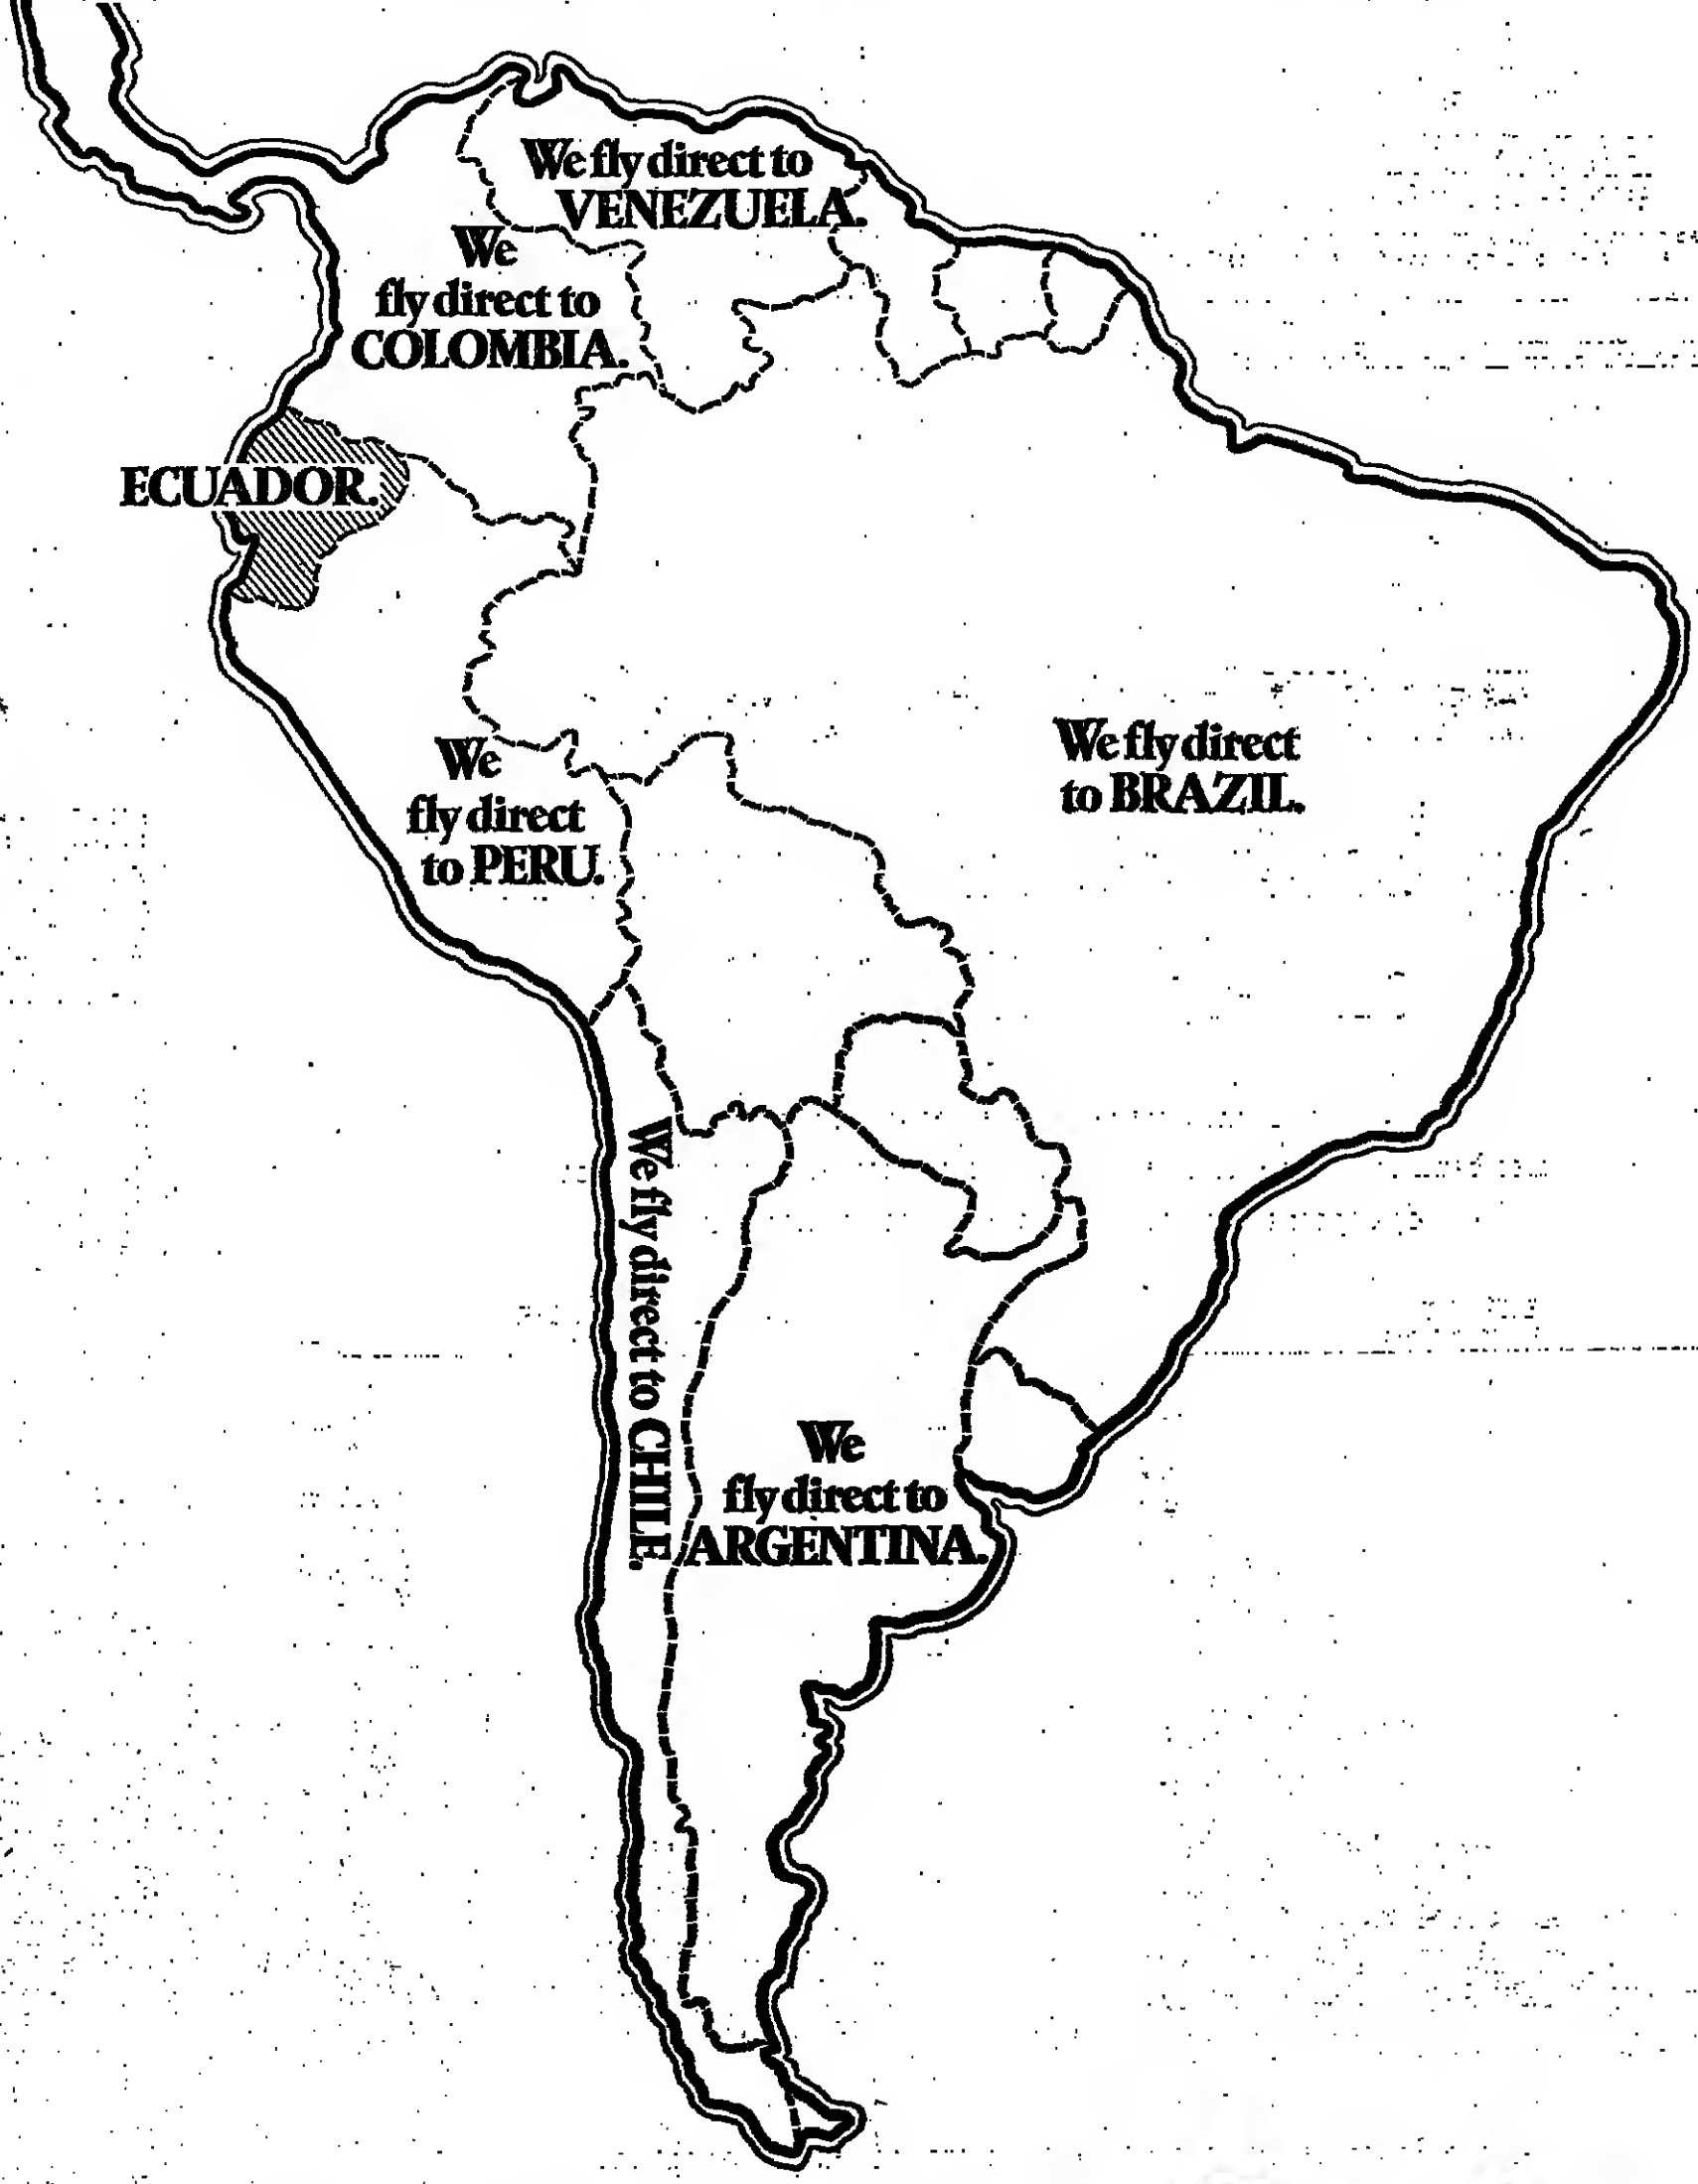 We fly direct to
VENEZUELA.
We
fly direct to
COLOMBIA.
ECUADOR.
We fly direct
to BRAZIL.
We
fly direct
to PERU.
We fly direct to CHILE.
We
fly direct to
ARGENTINA.